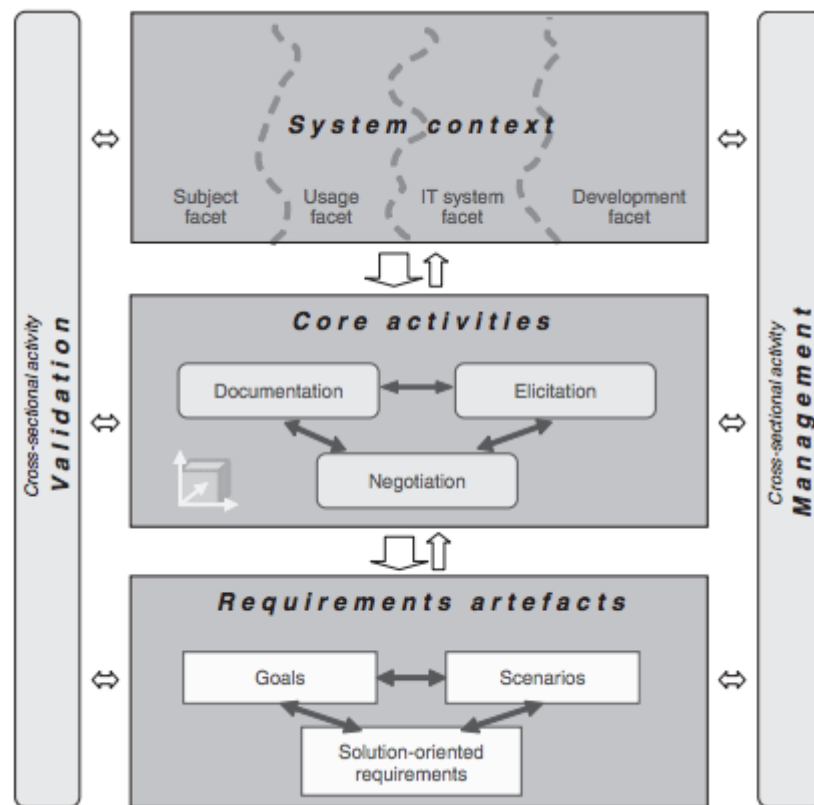 System context
Subject
facet
Usage
facet
IT system
facet
Development
facet
Cross-sectional activity
Validation
Core activities
Documentation
Elicitation
Negotiation
Cross-sectional activity
Management
Requirements artefacts
Goals
Scenarios
Solution-oriented
requirements